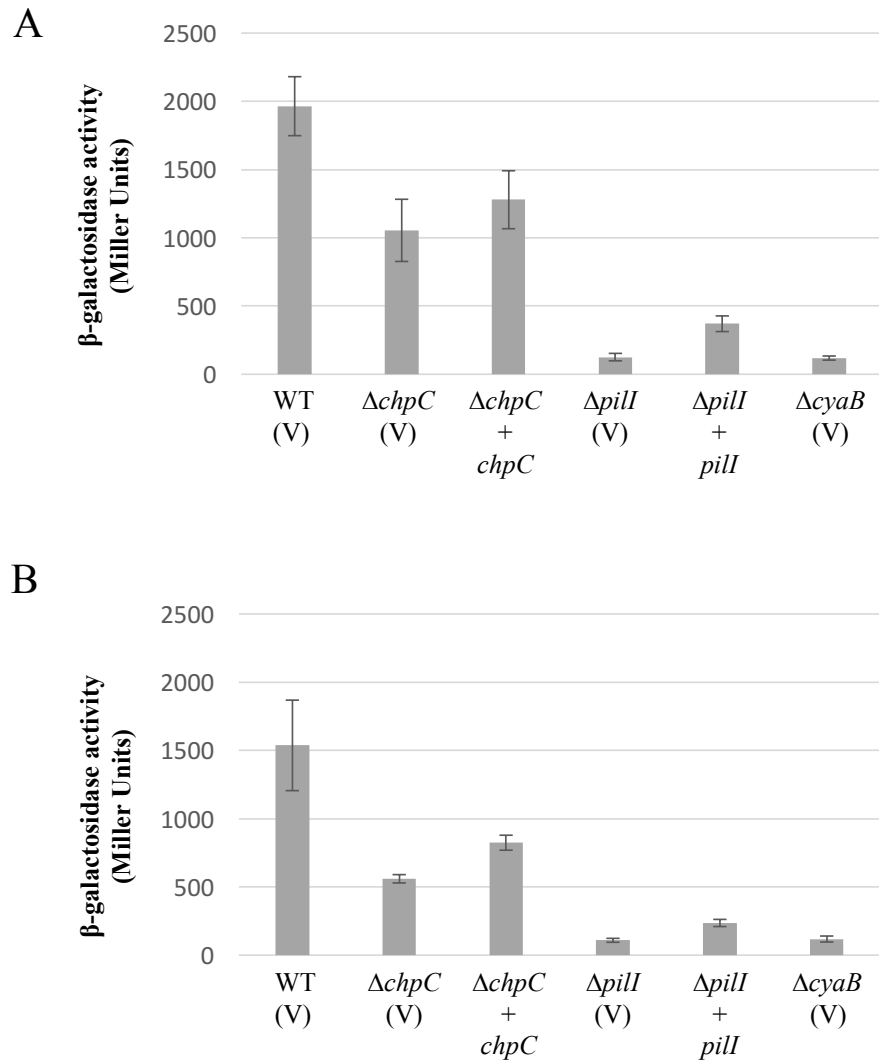 A
β-galactosidase activity
(Miller Units)
2500
2000
1500
1000
500
0
WT
(V)
ΔchpC
(V)
ΔchpC
+
chpC
ΔpilI
(V)
ΔpilI
+
pilI
ΔcyaB
(V)
B
β-galactosidase activity
(Miller Units)
2500
2000
1500
1000
500
0
WT
(V)
ΔchpC
(V)
ΔchpC
+
chpC
ΔpilI
(V)
ΔpilI
+
pilI
ΔcyaB
(V)